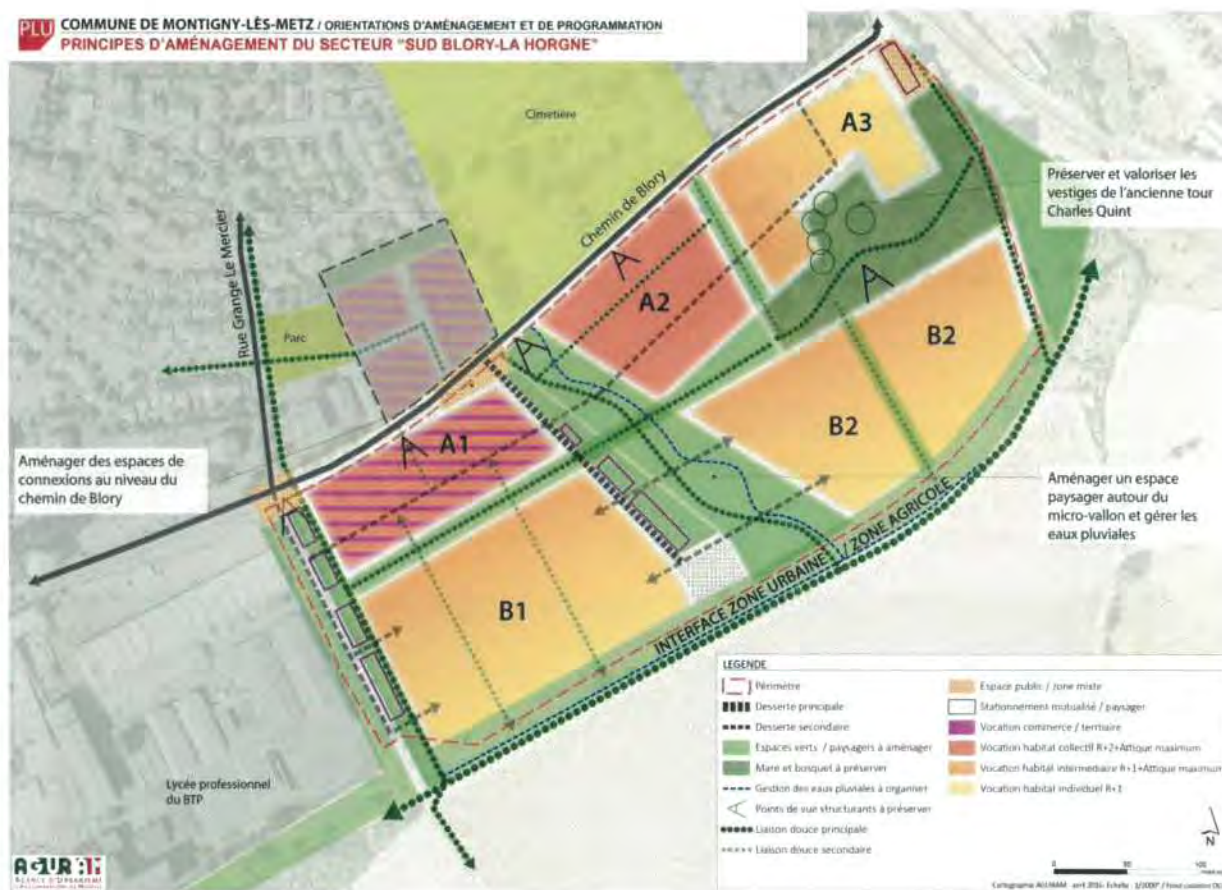 PLU
COMMUNE DE MONTIGNY-LÈS-METZ / ORIENTATIONS D'AMÉNAGEMENT ET DE PROGRAMMATION
PRINCIPES D'AMÉNAGEMENT DU SECTEUR "SUD BLORY-LA HORGNE"
Cimetière
Chemin de Blory
Rue Grange Le Mercier
Parc
A3
A2
A1
B2
B2
B1
Préserver et valoriser les
vestiges de l'ancienne tour
Charles Quint
Aménager des espaces de
connexions au niveau du
chemin de Blory
Aménager un espace
paysager autour du
micro-vallon et gérer les
eaux pluviales
INTERFACE ZONE URBAINE / ZONE AGRICOLE
Lycée professionnel
du BTP
LEGENDE
Périmètre
Desserte principale
Desserte secondaire
Espaces verts / paysagers à aménager
Mare et bosquet à préserver
Gestion des eaux pluviales à organiser
Points de vue structurants à préserver
Liaison douce principale
Liaison douce secondaire
Espace public / zone mixte
Stationnement mutualisé / paysager
Vocation commerce / tertiaire
Vocation habitat collectif R+2+Attique maximum
Vocation habitat intermédiaire R+1+Attique maximum
Vocation habitat individuel R+1
N
0 50 100
AGURAM
AGENCE D'URBANISME